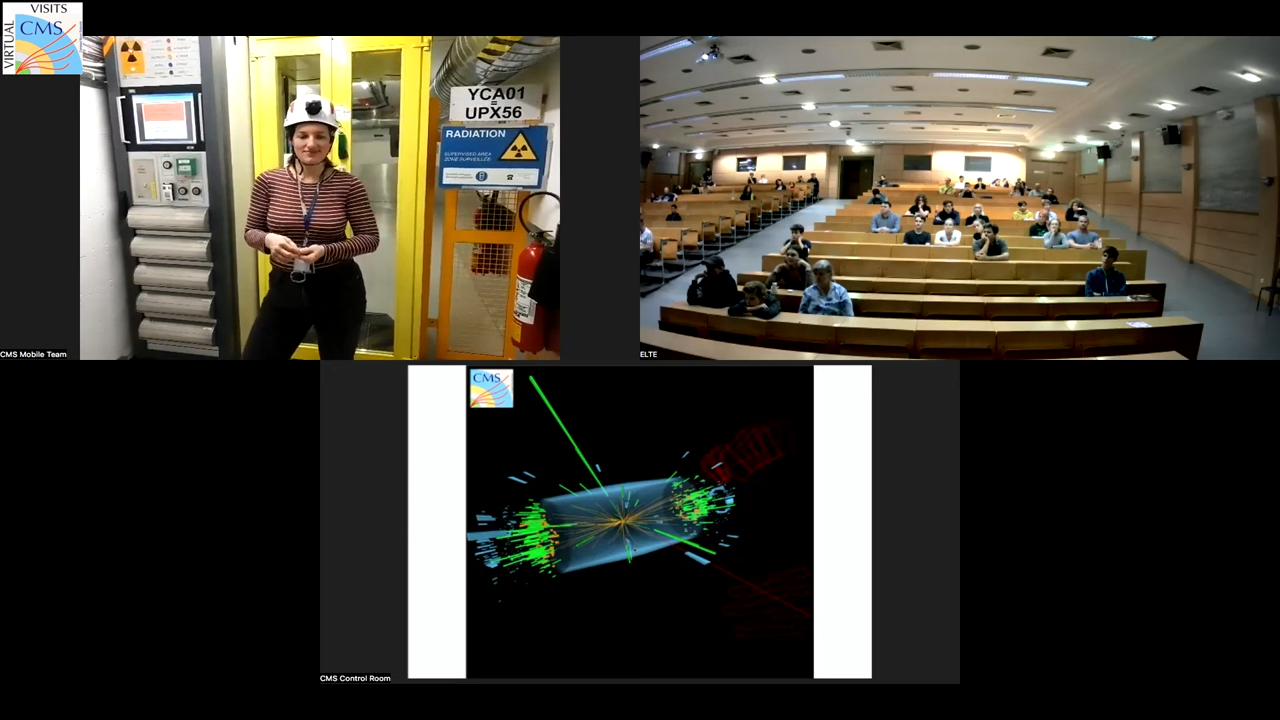 VISITS
VIRTUAL
CMS
YCA01
=
UPX56
RADIATION
SUPERVISED AREA
ZONE SURVEILLÉE
CMS Mobile Team
ELTE
CMS
CMS Control Room